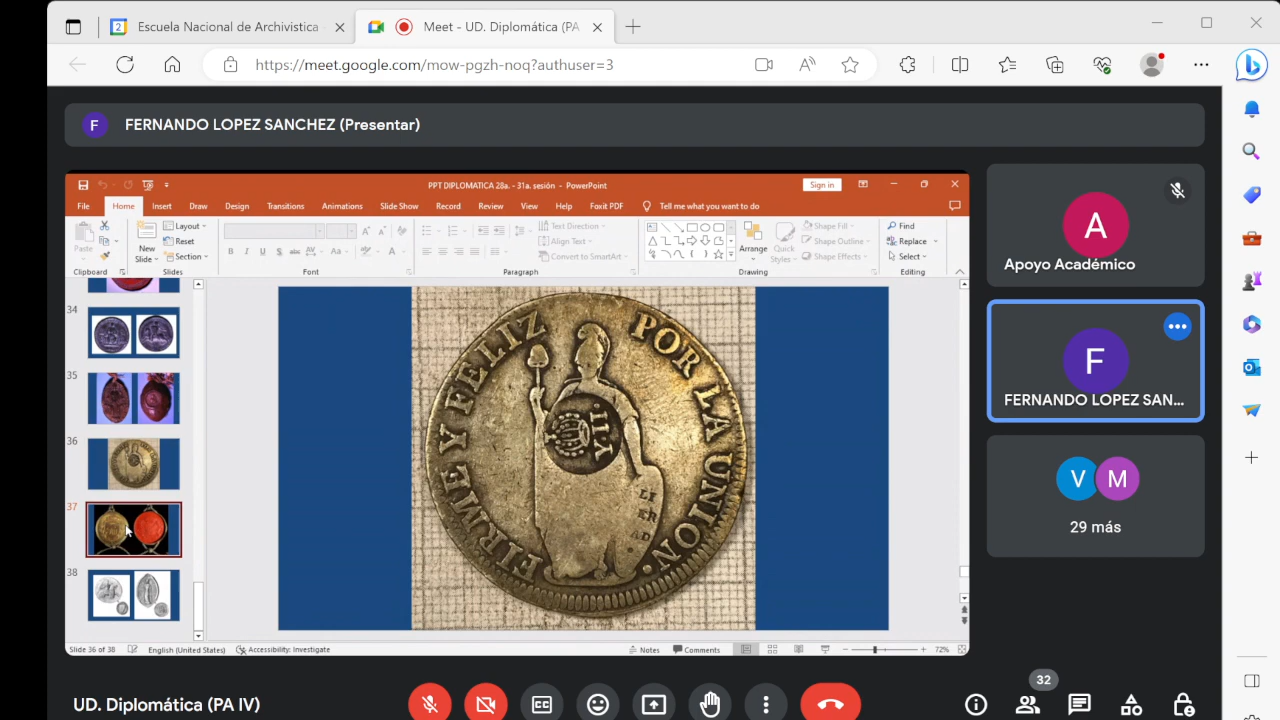 Escuela Nacional de Archivistica -
Meet - UD. Diplomática (PA
https://meet.google.com/mow-pgzh-noq?authuser=3
F
FERNANDO LOPEZ SANCHEZ (Presentar)
PPT DIPLOMATICA 28a. - 31a. sesión - PowerPoint
Sign in
File Home Insert Draw Design Transitions Animations Slide Show Record Review View Help Foxit PDF Tell me what you want to do
Paste
New Slide
Layout
Reset
Section
Text Direction
Align Text
Convert to SmartArt
Arrange
Quick Styles
Shape Fill
Shape Outline
Shape Effects
Find
Replace
Select
Clipboard Slides Font Paragraph Drawing Editing
34
35
36
37
38
FIRME Y FELIZ POR LA UNION.
Y.II.
LI
ER
AD
Slide 36 of 38 English (United States) Accessibility: Investigate Notes Comments 72%
A
Apoyo Académico
F
FERNANDO LOPEZ SAN...
V M
29 más
UD. Diplomática (PA IV)
32